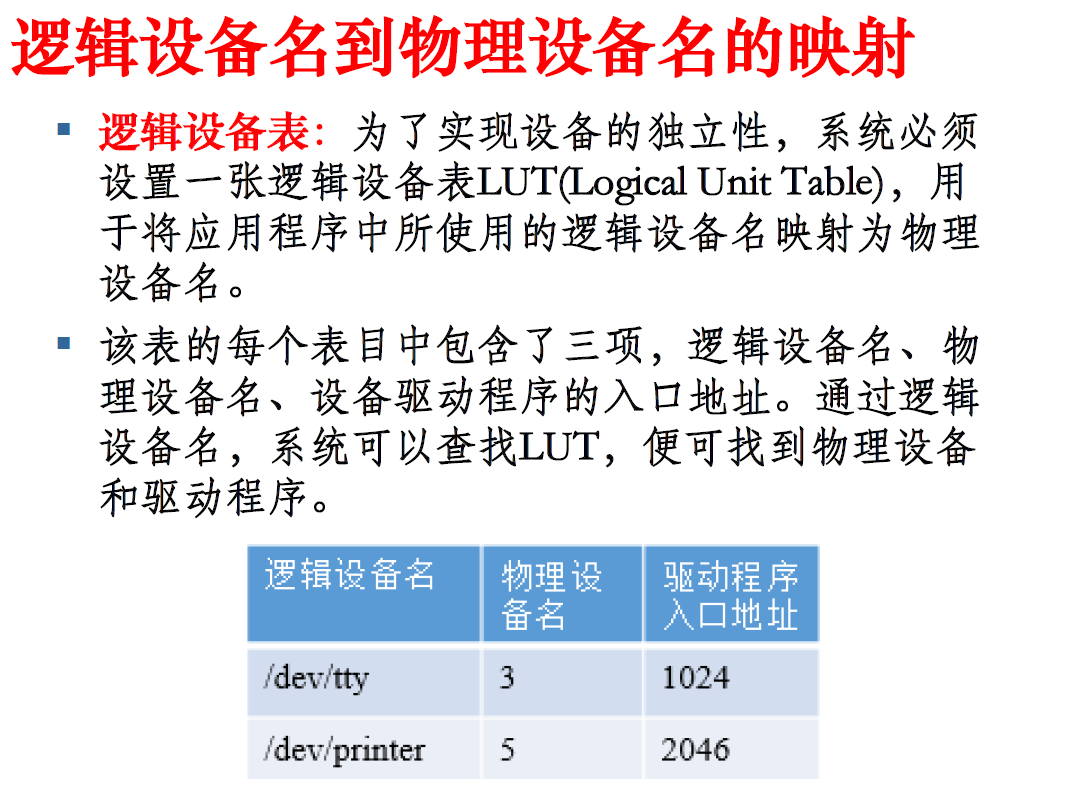 逻辑设备名到物理设备名的映射
逻辑设备表：为了实现设备的独立性，系统必须
设置一张逻辑设备表LUT(Logical Unit Table)，用
于将应用程序中所使用的逻辑设备名映射为物理
设备名。
该表的每个表目中包含了三项，逻辑设备名、物
理设备名、设备驱动程序的入口地址。通过逻辑
设备名，系统可以查找LUT，便可找到物理设备
和驱动程序。
逻辑设备名 物理设 驱动程序
备名 入口地址
/dev/tty 3 1024
/dev/printer 5 2046